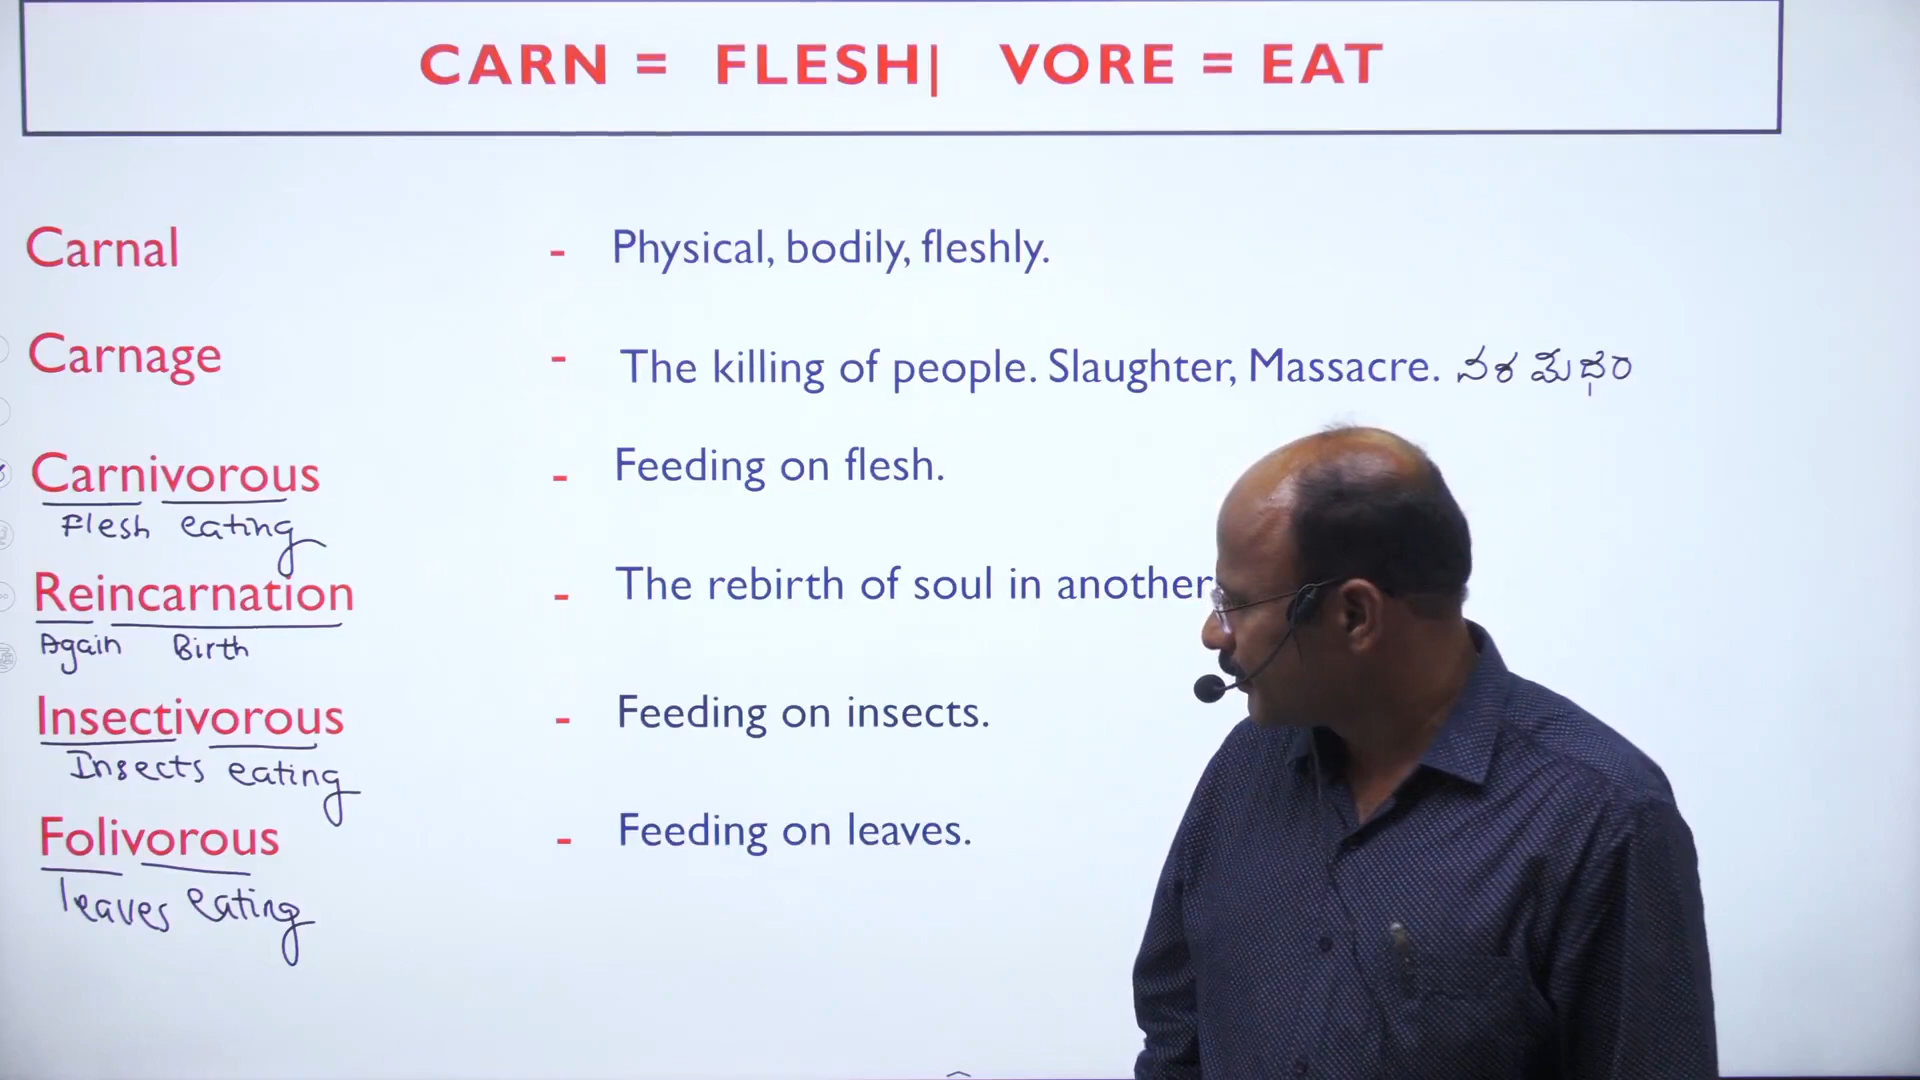 CARN = FLESH| VORE = EAT
Carnal - Physical, bodily, fleshly.
Carnage - The killing of people. Slaughter, Massacre. నర మేధం
Carnivorous - Feeding on flesh.
Flesh eating
Reincarnation - The rebirth of soul in another
Again Birth
Insectivorous - Feeding on insects.
Insects eating
Folivorous - Feeding on leaves.
leaves eating